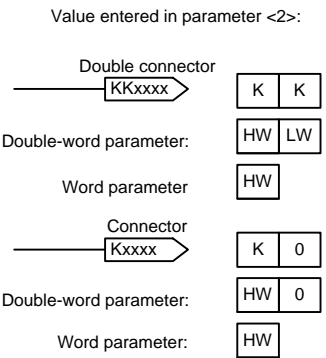 Value entered in parameter <2>:
Double connector
KKxxxx
K K
Double-word parameter:
HW LW
Word parameter
HW
Connector
Kxxxx
K 0
Double-word parameter:
HW 0
Word parameter:
HW